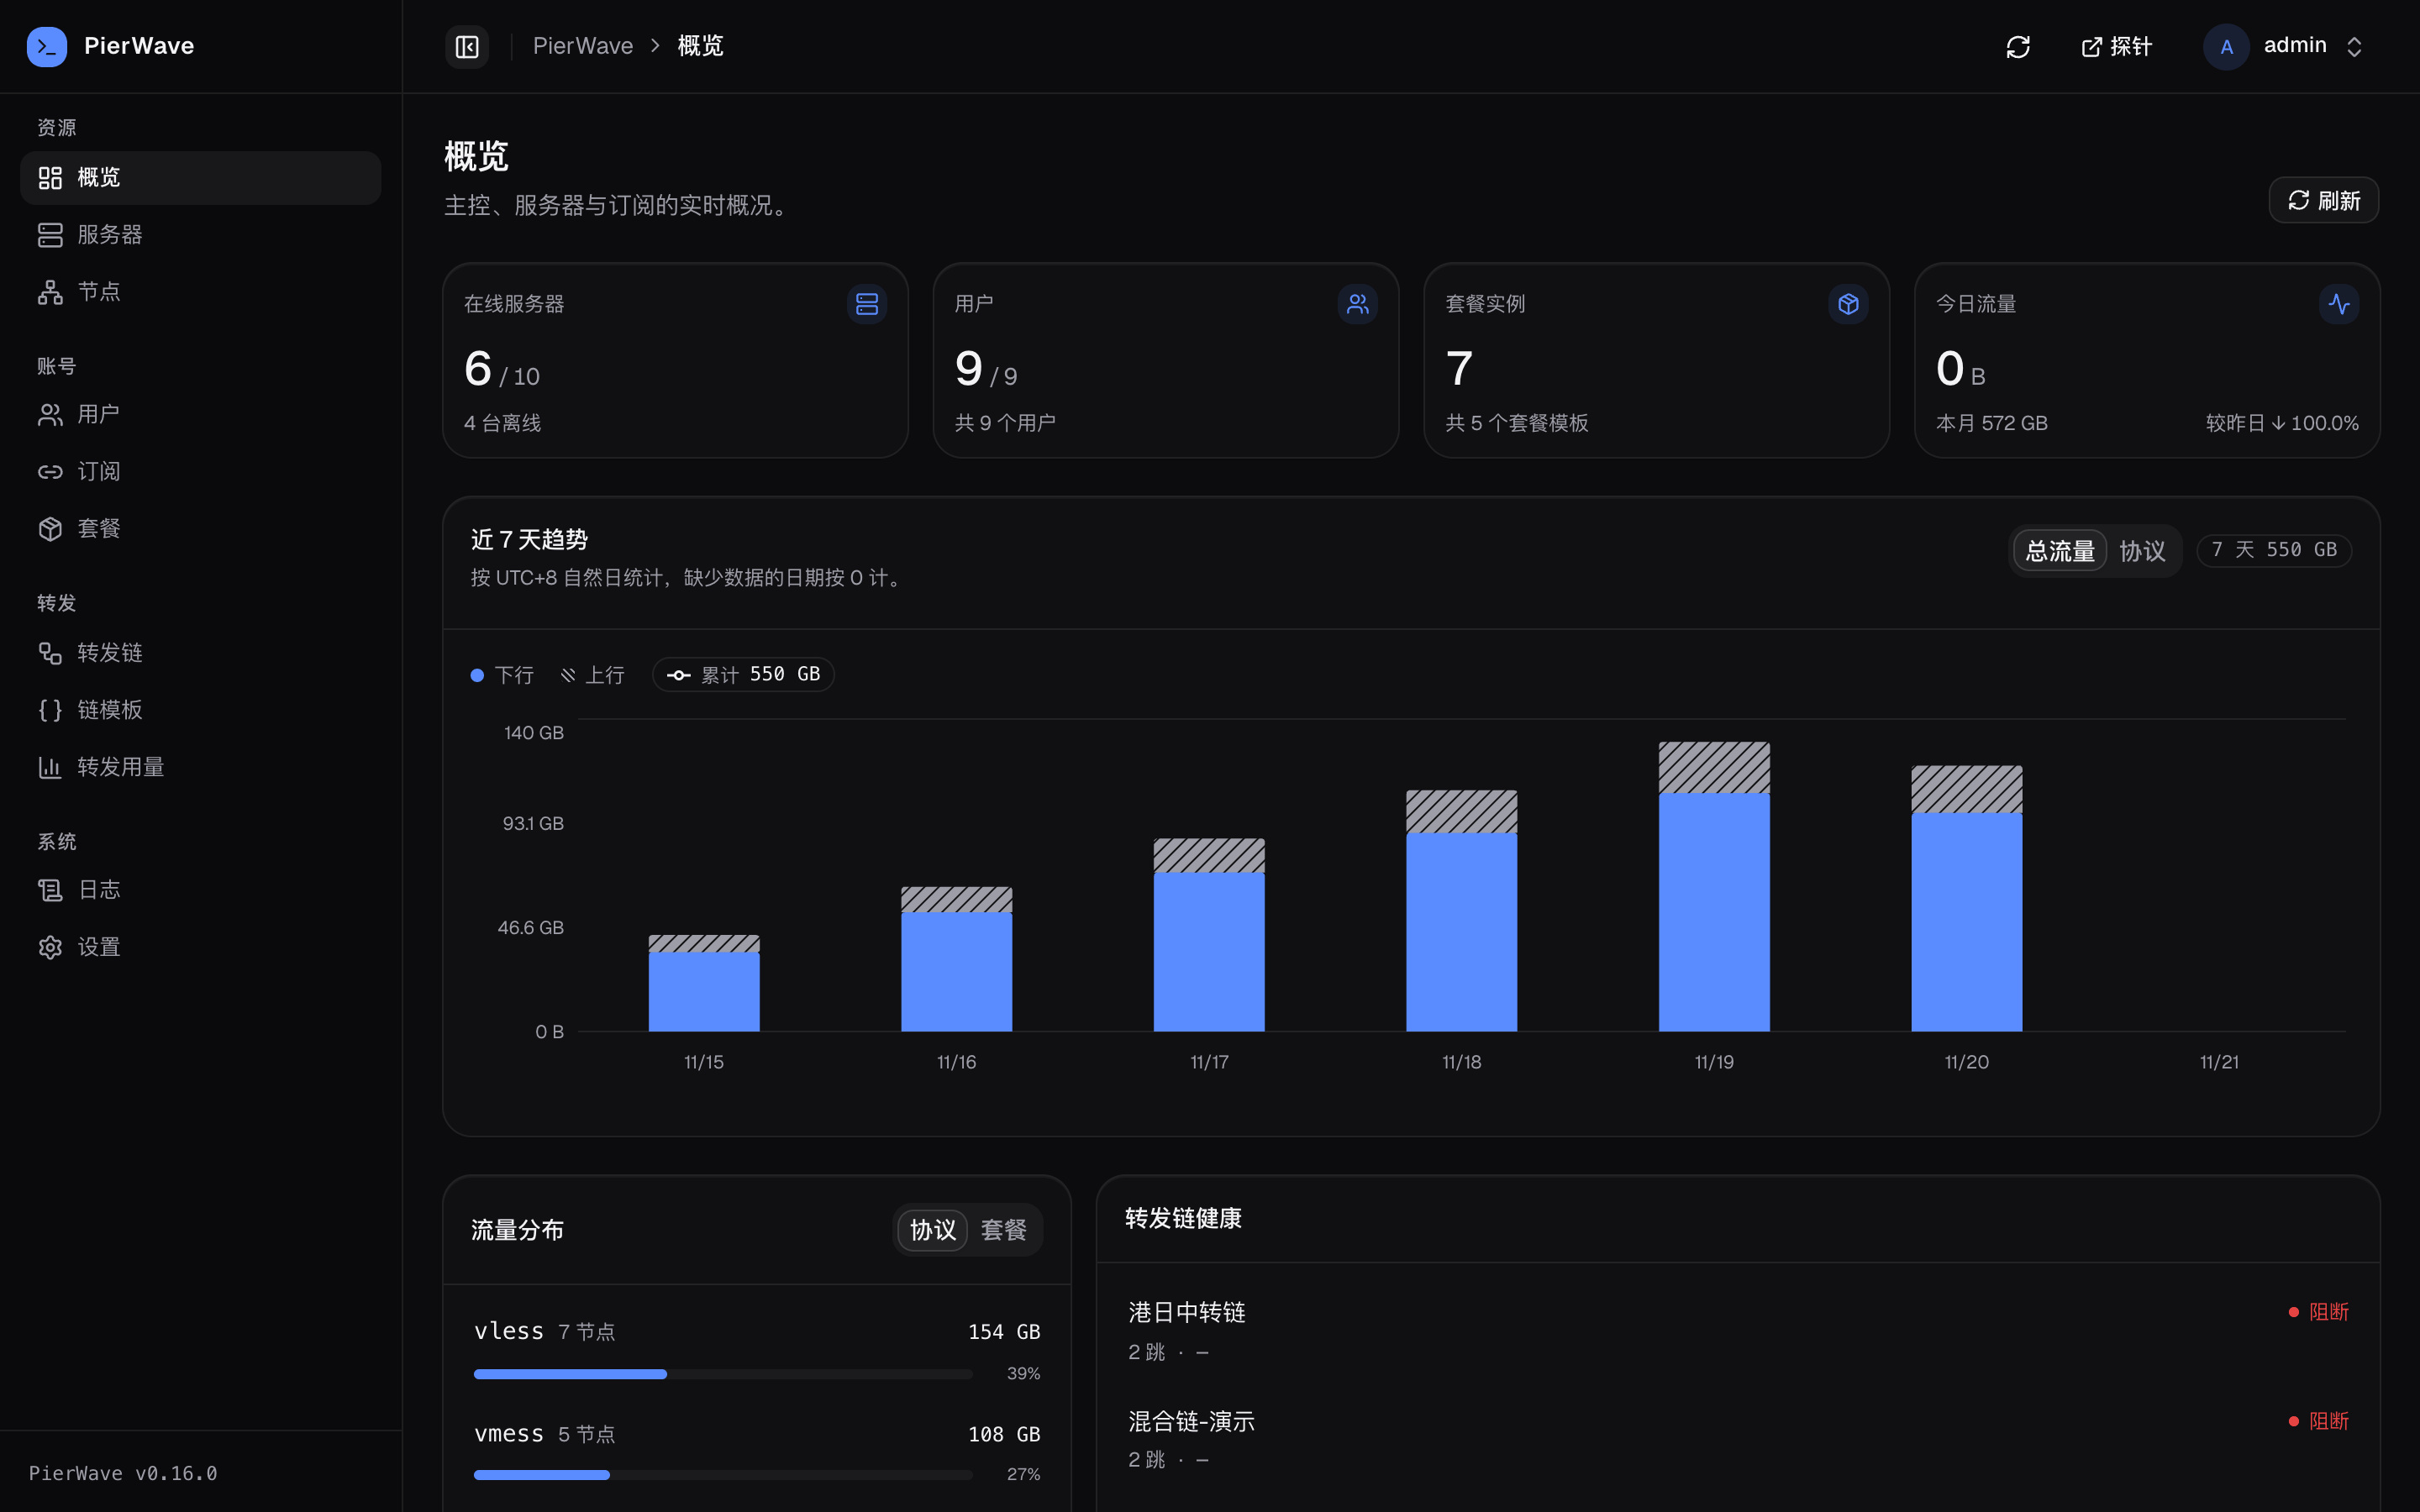 PierWave
资源
概览
服务器
节点
账号
用户
订阅
套餐
转发
转发链
链模板
转发用量
系统
日志
设置
PierWave v0.16.0
PierWave > 概览
探针
A admin
概览
主控、服务器与订阅的实时概况。
刷新
在线服务器
6 / 10
4 台离线
用户
9 / 9
共 9 个用户
套餐实例
7
共 5 个套餐模板
今日流量
0 B
本月 572 GB 较昨日 ↓ 100.0%
近 7 天趋势
按 UTC+8 自然日统计，缺少数据的日期按 0 计。
总流量 协议 7 天 550 GB
下行 上行 累计 550 GB
140 GB
93.1 GB
46.6 GB
0 B
11/15 11/16 11/17 11/18 11/19 11/20 11/21
流量分布
协议 套餐
vless 7 节点 154 GB
39%
vmess 5 节点 108 GB
27%
转发链健康
港日中转链 阻断
2 跳 · –
混合链-演示 阻断
2 跳 · –